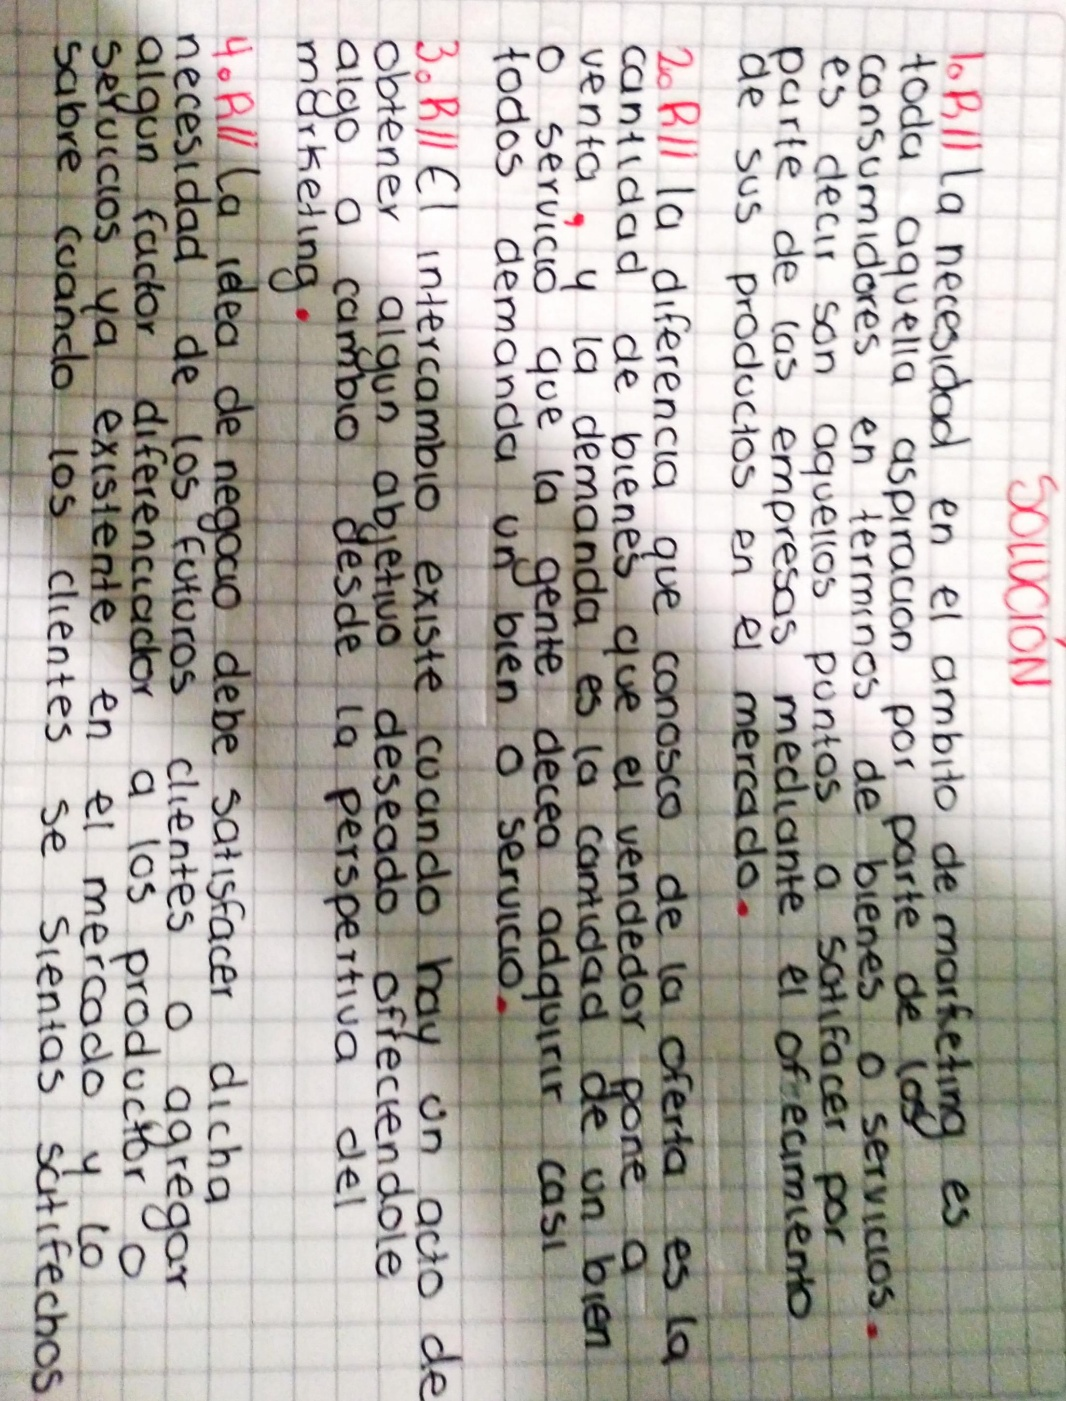 SOLUCIÓN
1. R// La necesidad en el ambito de marketing es
toda aquella aspiracion por parte de los
consumidores en terminos de bienes o servicios.
es decir son aquellos puntos a satifacer por
parte de las empresas mediante el ofrecimiento
de sus productos en el mercado.
2. R// la diferencia que conosco de la oferta es la
cantidad de bienes que el vendedor pone a
venta, y la demanda es la cantidad de un bien
o servicio que la gente decea adquirir casi
todos demanda un bien o servicio.
3. R// El intercambio existe cuando hay un acto de
obtener algun objetivo deseado offeciendole
aldo a cambio desde la perspertiva del
marketing.
4. R// La idea de negocio debe satisfacer dicha
necesidad de los futuros clientes o agregar
algun factor diferenciador a los productor o
servicios ya existente en el mercado y lo
sabre cuando los clientes se sientas satifechos